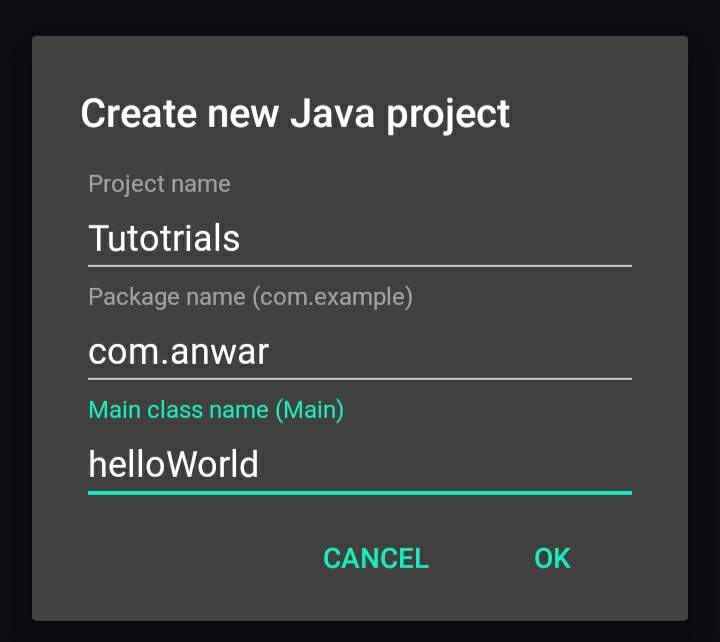 Create new Java project
Project name
Tutotrials
Package name (com.example)
com.anwar
Main class name (Main)
helloWorld
CANCEL OK